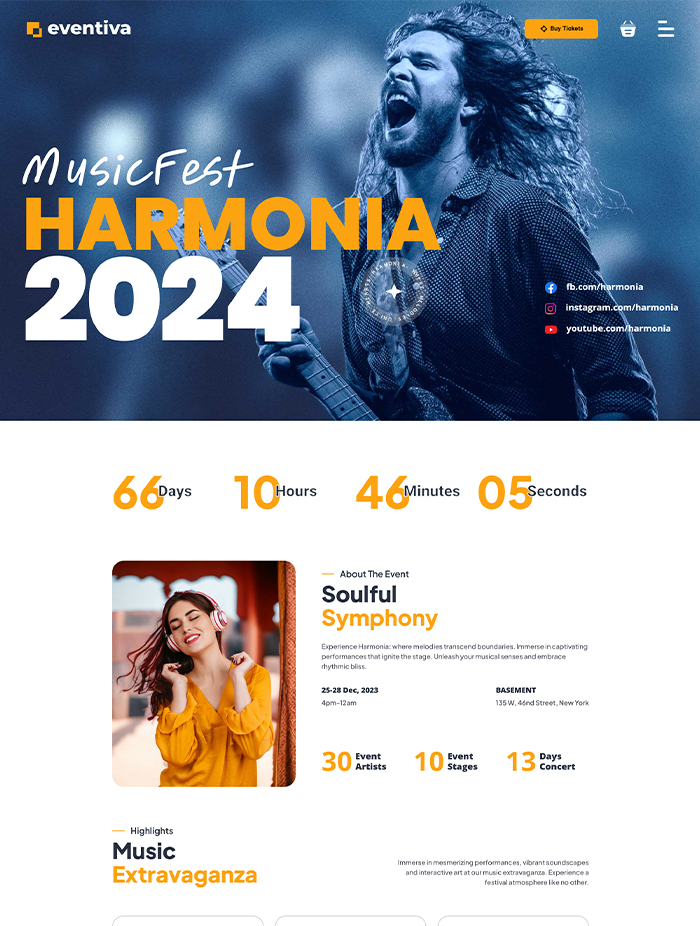 eventiva
Buy Tickets
MusicFest
HARMONIA
2024
fb.com/harmonia
instagram.com/harmonia
youtube.com/harmonia
66 Days
10 Hours
46 Minutes
05 Seconds
About The Event
Soulful
Symphony
Experience Harmonia: where melodies transcend boundaries. Immerse in captivating
performances that ignite the stage. Unleash your musical senses and embrace
rhythmic bliss.
25-28 Dec, 2023
4pm-12am
BASEMENT
135 W, 46nd Street, New York
30 Event
Artists
10 Event
Stages
13 Days
Concert
Highlights
Music
Extravaganza
Immerse in mesmerizing performances, vibrant soundscapes
and interactive art at our music extravaganza. Experience a
festival atmosphere like no other.